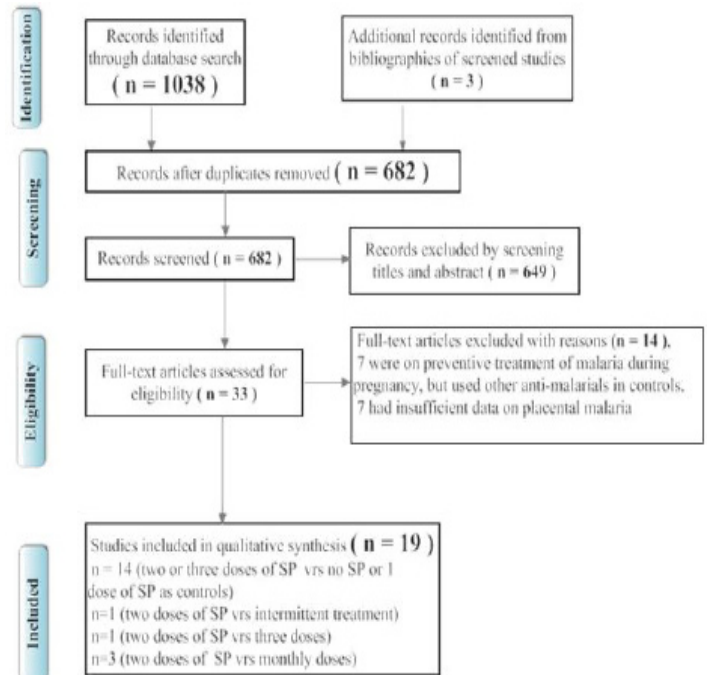 Identification
Records identified
through database search
( n = 1038 )
Additional records identified from
bibliographies of screened studies
(n = 3)
Screening
Records after duplicates removed ( n = 682 )
Records screened ( n = 682 )
Records excluded by screening
titles and abstract ( n = 649)
Eligibility
Full-text articles assessed for
eligibility ( n = 33 )
Full-text articles excluded with reasons (n = 14).
7 were on preventive treatment of malaria during
pregnancy, but used other anti-malarials in controls.
7 had insufficient data on placental malaria
Included
Studies included in qualitative synthesis ( n = 19 )
n = 14 (two or three doses of SP vrs no SP or 1
dose of SP as controls)
n=1 (two doses of SP vrs intermittent treatment)
n=1 (two doses of SP vrs three doses)
n=3 (two doses of SP vrs monthly doses)